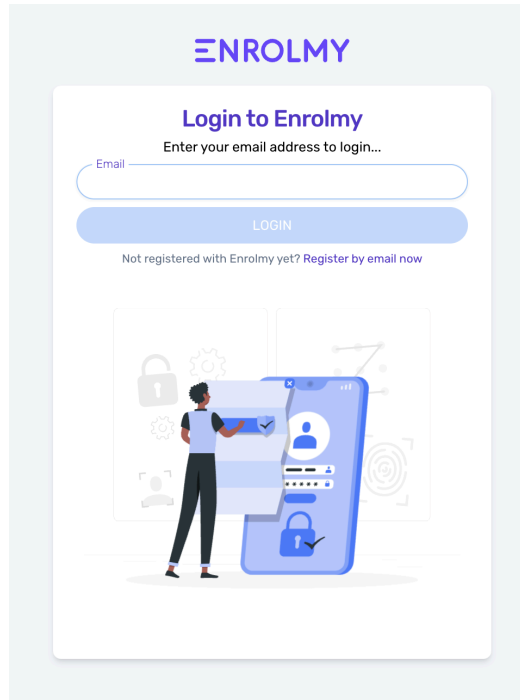 ENROLMY
Login to Enrolmy
Enter your email address to login...
Email
LOGIN
Not registered with Enrolmy yet? Register by email now